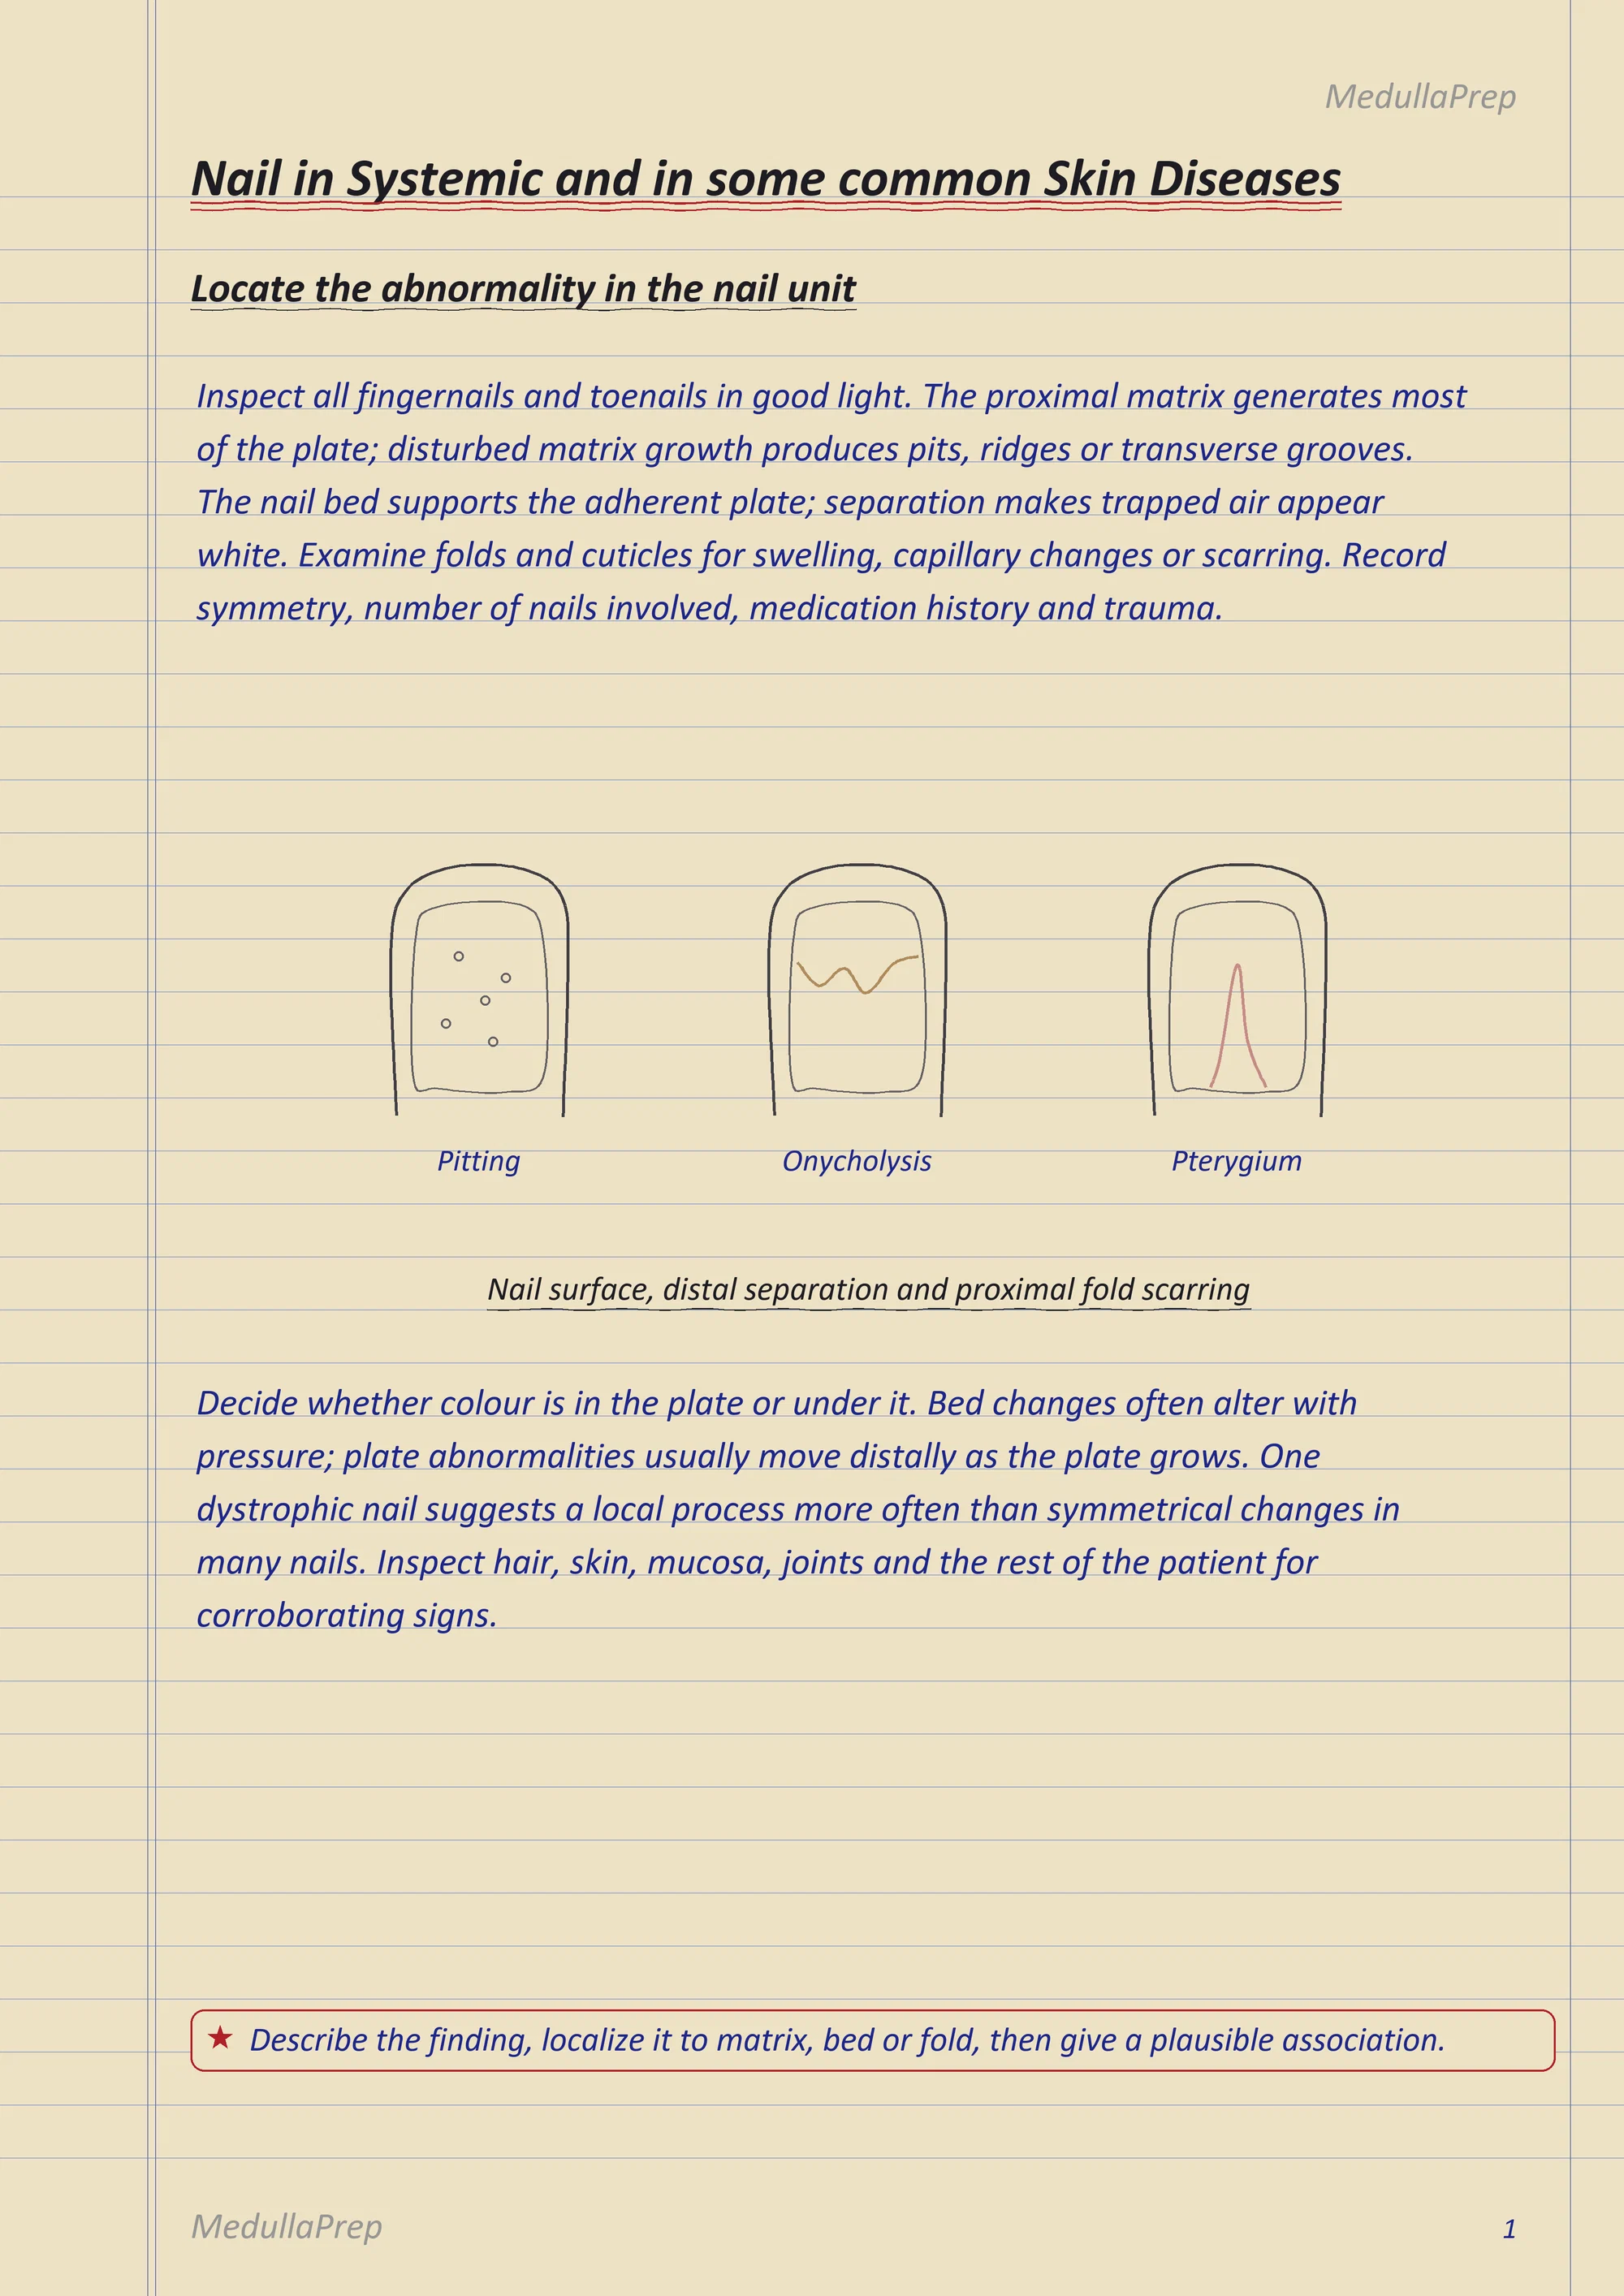 MedullaPrep
Nail in Systemic and in some common Skin Diseases
Locate the abnormality in the nail unit
Inspect all fingernails and toenails in good light. The proximal matrix generates most
of the plate; disturbed matrix growth produces pits, ridges or transverse grooves.
The nail bed supports the adherent plate; separation makes trapped air appear
white. Examine folds and cuticles for swelling, capillary changes or scarring. Record
symmetry, number of nails involved, medication history and trauma.
Pitting Onycholysis Pterygium
Nail surface, distal separation and proximal fold scarring
Decide whether colour is in the plate or under it. Bed changes often alter with
pressure; plate abnormalities usually move distally as the plate grows. One
dystrophic nail suggests a local process more often than symmetrical changes in
many nails. Inspect hair, skin, mucosa, joints and the rest of the patient for
corroborating signs.
★ Describe the finding, localize it to matrix, bed or fold, then give a plausible association.
MedullaPrep 1